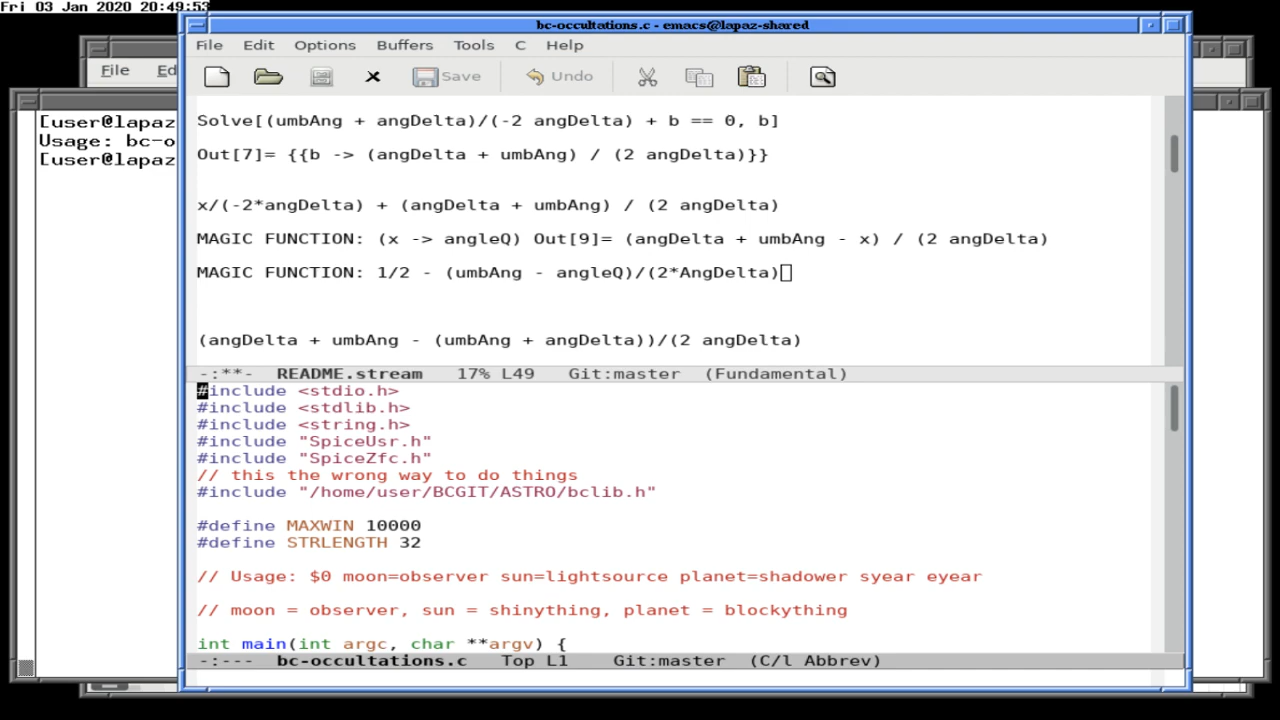 Fri 03 Jan 2020 20:49:53
bc-occultations.c - emacs@lapaz-shared
File Edit Options Buffers Tools C Help
Save Undo
File Ed
[user@lapaz
Usage: bc-o
[user@lapaz
Solve[(umbAng + angDelta)/(-2 angDelta) + b == 0, b]
Out[7]= {{b -> (angDelta + umbAng) / (2 angDelta)}}
x/(-2*angDelta) + (angDelta + umbAng) / (2 angDelta)
MAGIC FUNCTION: (x -> angleQ) Out[9]= (angDelta + umbAng - x) / (2 angDelta)
MAGIC FUNCTION: 1/2 - (umbAng - angleQ)/(2*AngDelta)
(angDelta + umbAng - (umbAng + angDelta))/(2 angDelta)
-:**- README.stream 17% L49 Git:master (Fundamental)
#include <stdio.h>
#include <stdlib.h>
#include <string.h>
#include "SpiceUsr.h"
#include "SpiceZfc.h"
// this the wrong way to do things
#include "/home/user/BCGIT/ASTRO/bclib.h"
#define MAXWIN 10000
#define STRLENGTH 32
// Usage: $0 moon=observer sun=lightsource planet=shadower syear eyear
// moon = observer, sun = shinything, planet = blockything
int main(int argc, char **argv) {
-:--- bc-occultations.c Top L1 Git:master (C/l Abbrev)